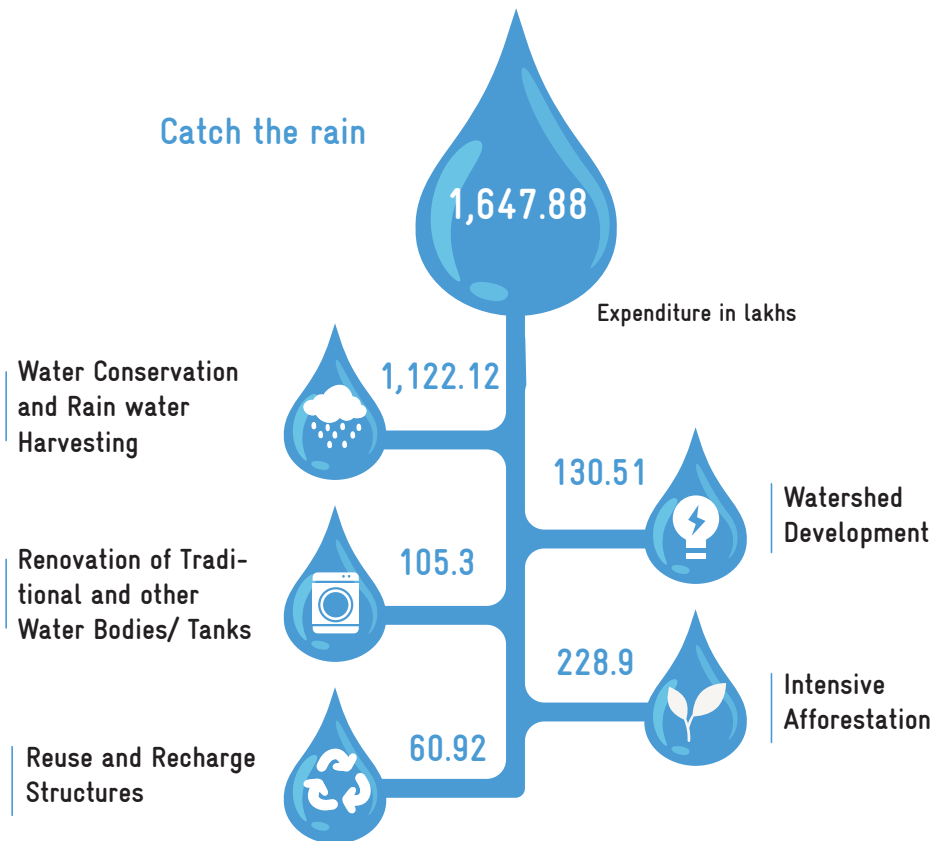 Catch the rain
1,647.88
Expenditure in lakhs
Water Conservation
and Rain water
Harvesting
1,122.12
130.51
Watershed
Development
Renovation of Tradi-
tional and other
Water Bodies/ Tanks
105.3
228.9
Intensive
Afforestation
Reuse and Recharge
Structures
60.92